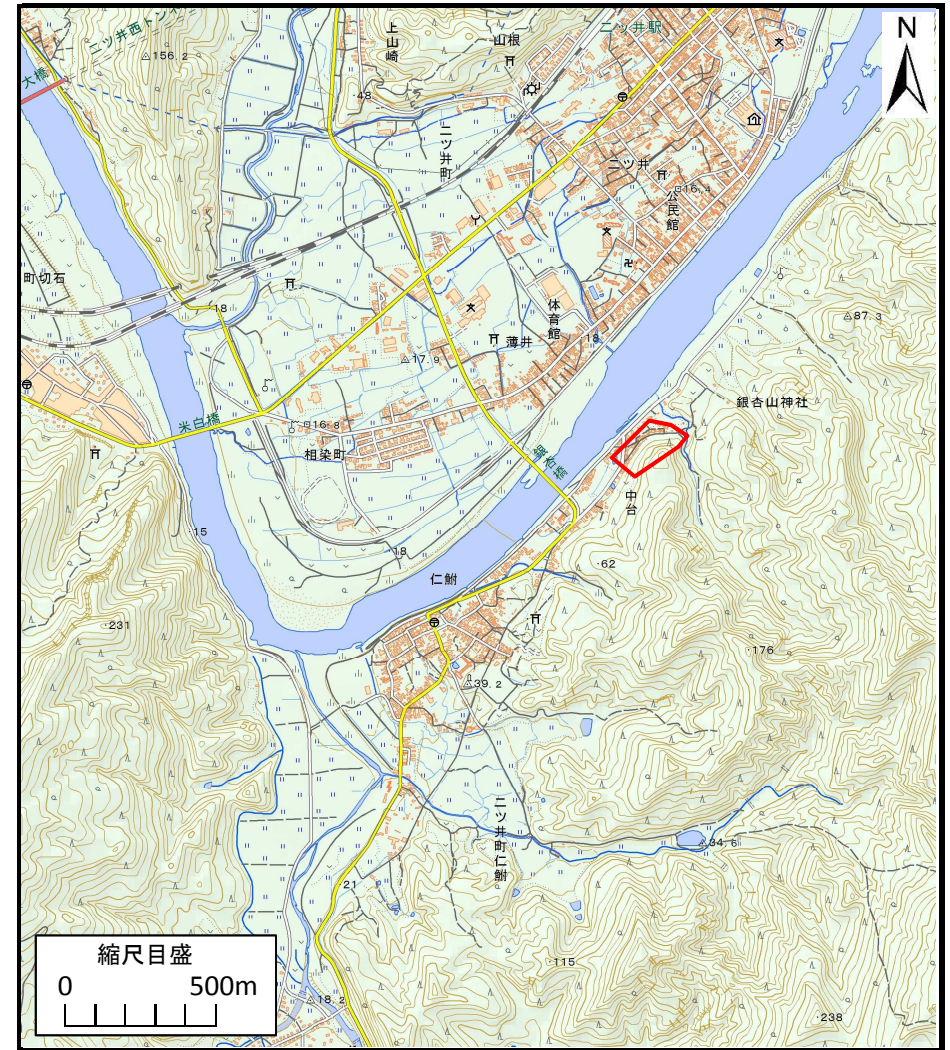 二ツ井西トンネル
大橋
156.2
上山崎
48
山根
二ツ井駅
N
二ツ井町
二ツ井
16.4
公民館
町切石
18
体育館
薄井
18
17.9
87.3
銀杏山神社
米白橋
16.8
相染町
銀杏橋
中台
15
18
仁鮒
62
231
176
39.2
200
二ツ井町仁鮒
34.6
21
115
18.2
238
縮尺目盛
0 500m